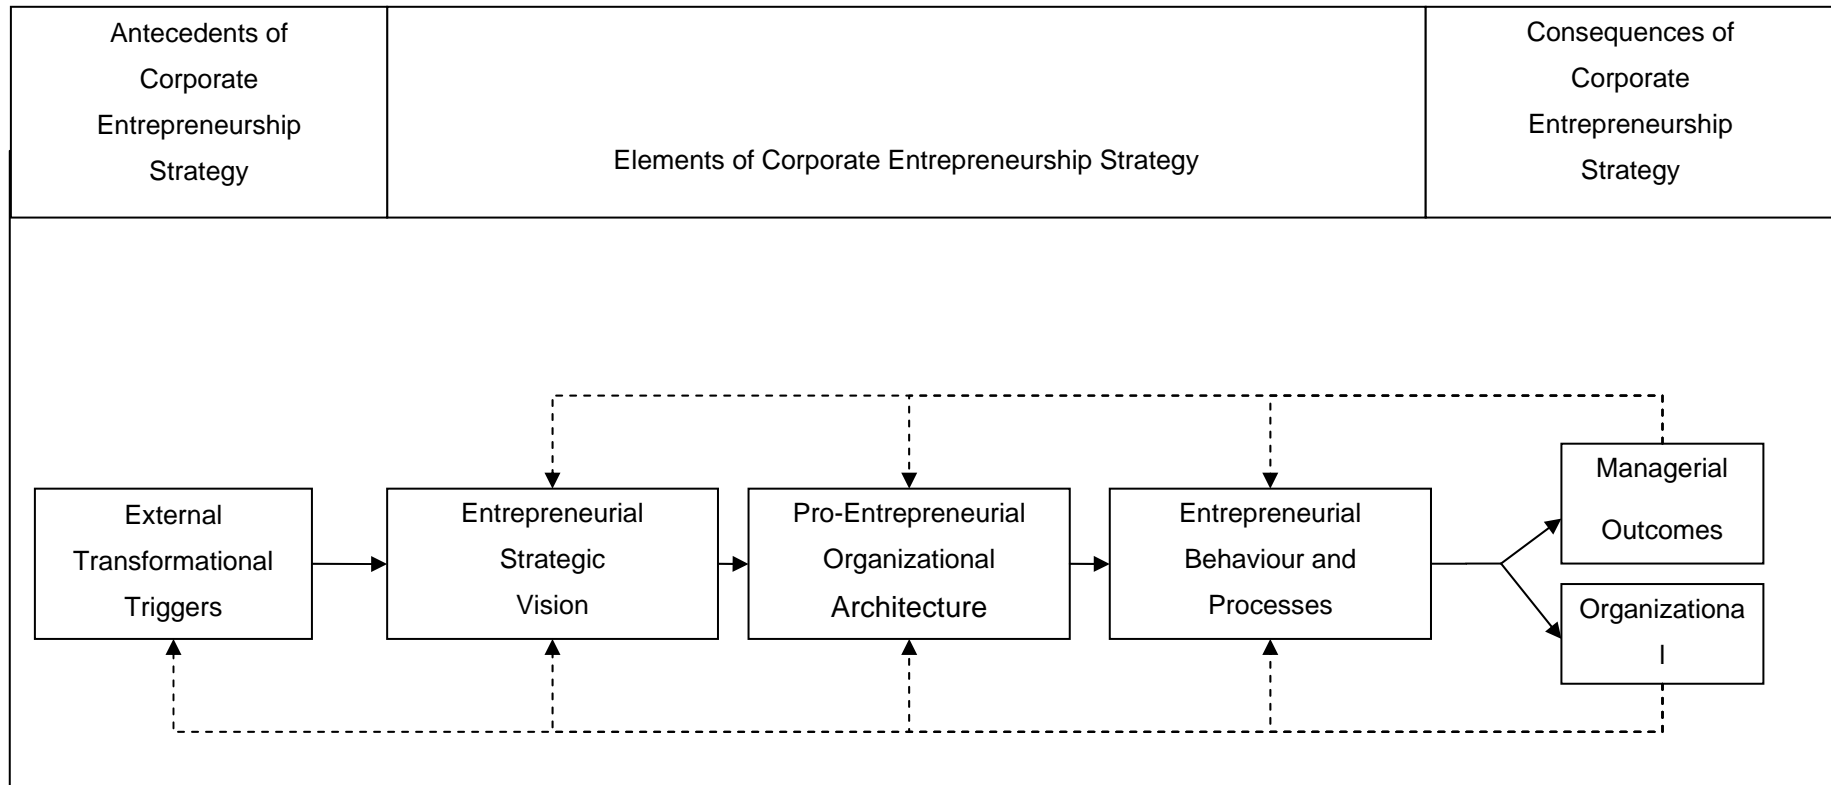 Antecedents of
Corporate
Entrepreneurship
Strategy
Elements of Corporate Entrepreneurship Strategy
Consequences of
Corporate
Entrepreneurship
Strategy
External
Transformational
Triggers
Entrepreneurial
Strategic
Vision
Pro-Entrepreneurial
Organizational
Architecture
Entrepreneurial
Behaviour and
Processes
Managerial
Outcomes
Organizationa
l